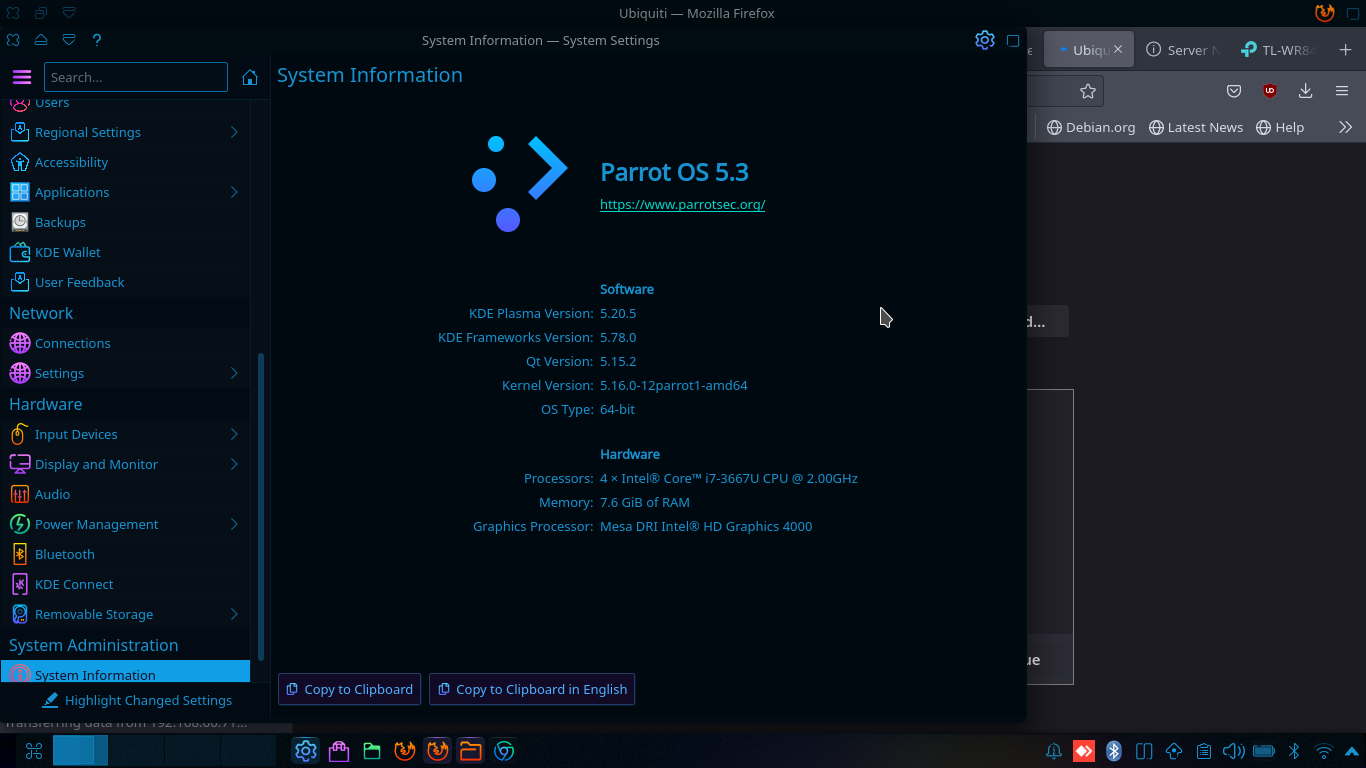 Ubiquiti — Mozilla Firefox
System Information — System Settings
?
Ubiqu
Server N
TL-WR84
Search...
System Information
Users
Regional Settings
Accessibility
Applications
Backups
KDE Wallet
User Feedback
Network
Connections
Settings
Hardware
Input Devices
Display and Monitor
Audio
Power Management
Bluetooth
KDE Connect
Removable Storage
System Administration
System Information
Highlight Changed Settings
Parrot OS 5.3
https://www.parrotsec.org/
Software
KDE Plasma Version: 5.20.5
KDE Frameworks Version: 5.78.0
Qt Version: 5.15.2
Kernel Version: 5.16.0-12parrot1-amd64
OS Type: 64-bit
Hardware
Processors: 4 × Intel® Core™ i7-3667U CPU @ 2.00GHz
Memory: 7.6 GiB of RAM
Graphics Processor: Mesa DRI Intel® HD Graphics 4000
Copy to Clipboard
Copy to Clipboard in English
Debian.org
Latest News
Help
d...
ue
Transferring data from